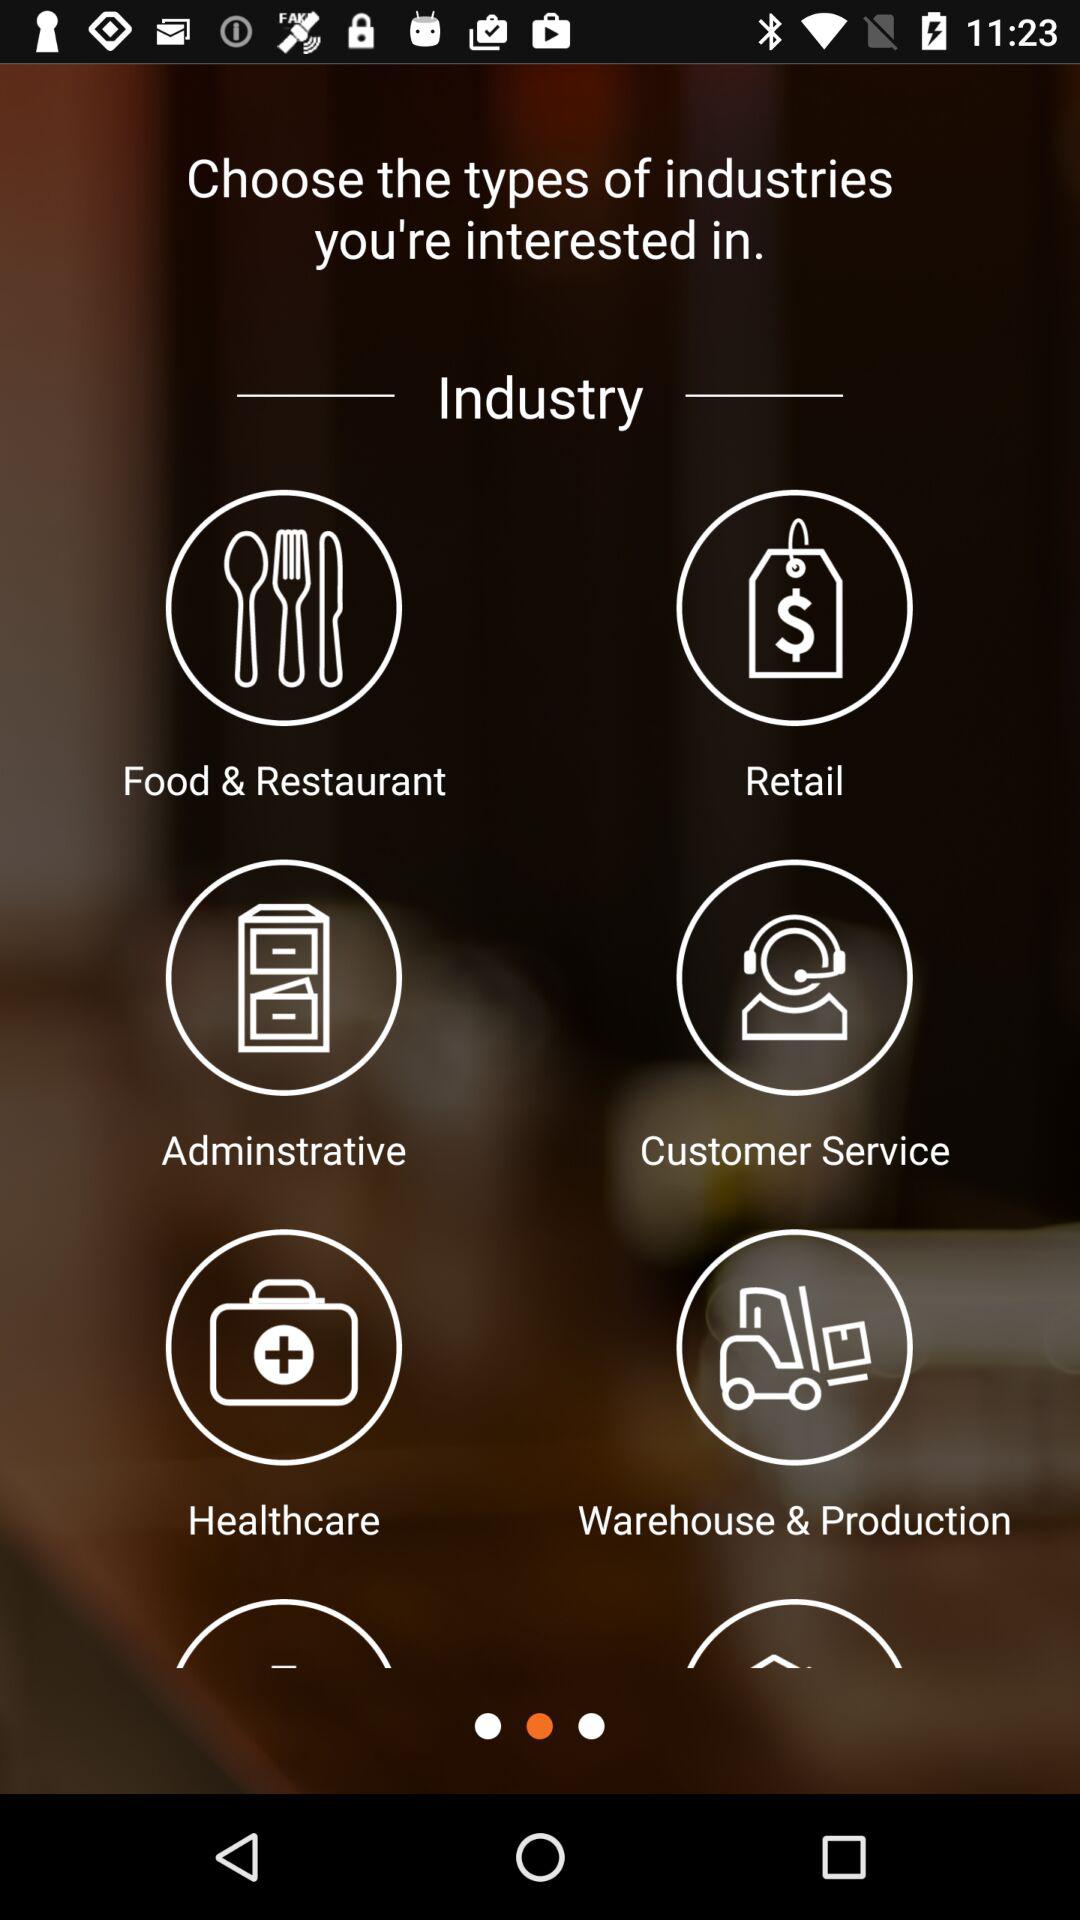 FAKE
11:23
Choose the types of industries
you're interested in.
Industry
Food & Restaurant
Retail
Adminstrative
Customer Service
Healthcare
Warehouse & Production